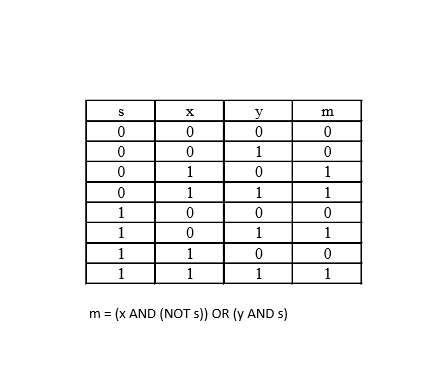 s x y m
0 0 0 0
0 0 1 0
0 1 0 1
0 1 1 1
1 0 0 0
1 0 1 1
1 1 0 0
1 1 1 1
m = (x AND (NOT s)) OR (y AND s)